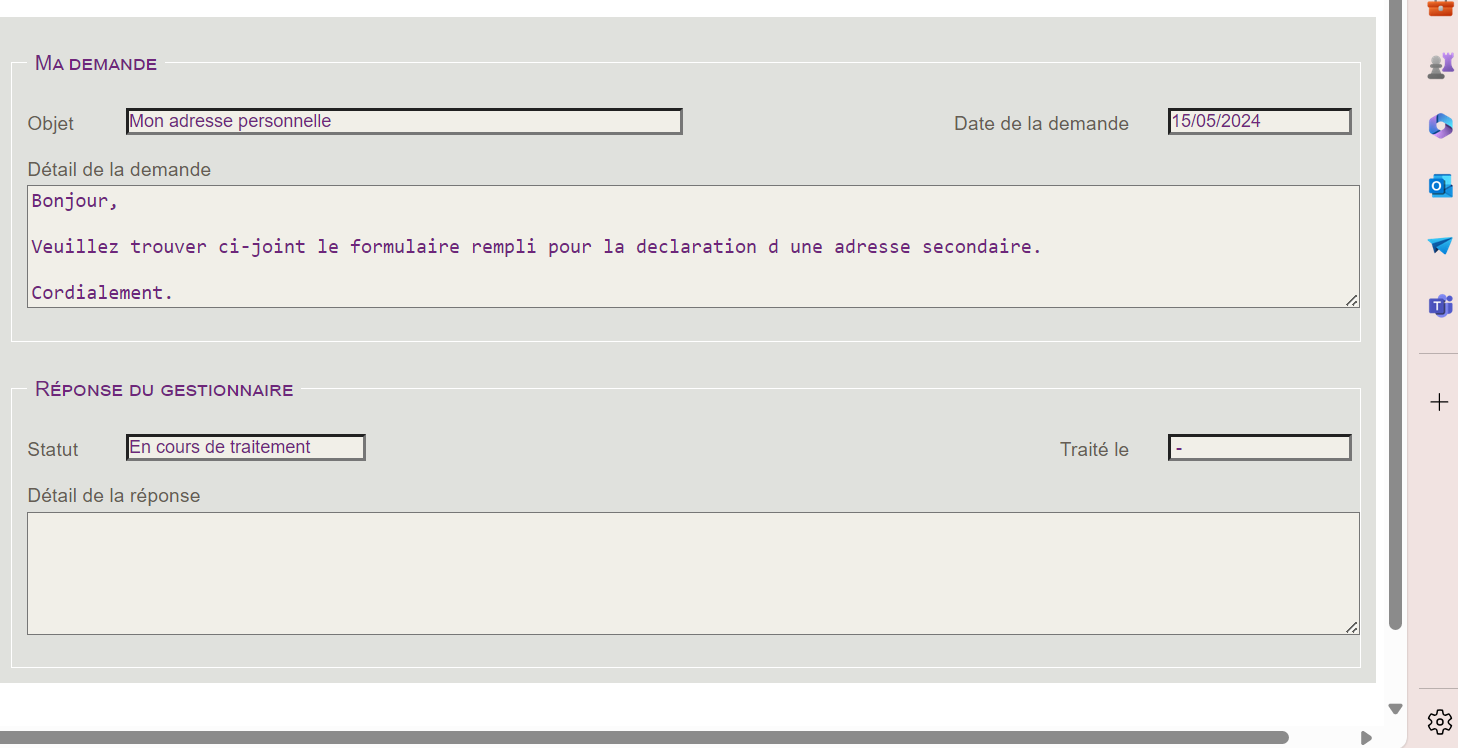 Ma demande
Objet
Mon adresse personnelle
Date de la demande
15/05/2024
Détail de la demande
Bonjour,
Veuillez trouver ci-joint le formulaire rempli pour la declaration d une adresse secondaire.
Cordialement.
Réponse du gestionnaire
Statut
En cours de traitement
Traité le
-
Détail de la réponse